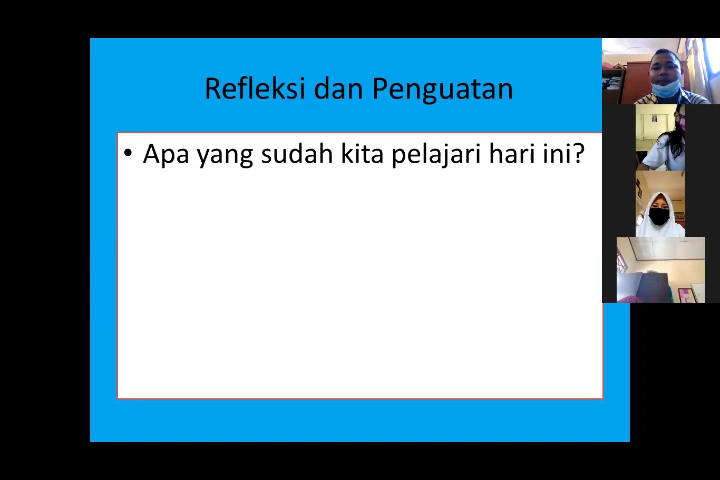 Refleksi dan Penguatan
• Apa yang sudah kita pelajari hari ini?